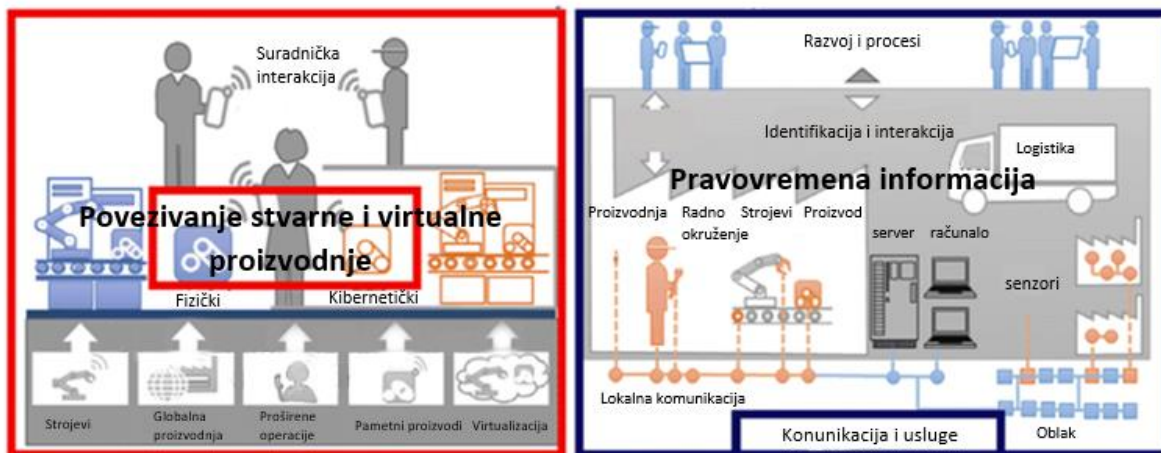 Suradnička
interakcija
Povezivanje stvarne i virtualne
proizvodnje
Fizički
Kibernetički
Strojevi
Globalna
proizvodnja
Proširene
operacije
Pametni proizvodi
Virtualizacija
Razvoj i procesi
Identifikacija i interakcija
Logistika
Pravovremena informacija
Proizvodnja
Radno
okruženje
Strojevi
Proizvod
server
računalo
senzori
Lokalna komunikacija
Konunikacija i usluge
Oblak